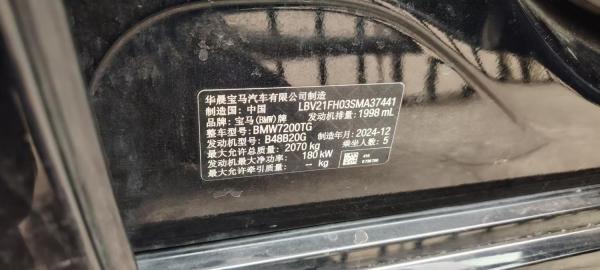 华晨宝马汽车有限公司制造
制造国: 中国 LBV21FH03SMA37441
品牌: 宝马(BMW)牌 发动机排量: 1998 mL
整车型号: BMW7200TG 制造年月: 2024-12
发动机型号: B48B20G 乘坐人数: 5
最大允许总质量: 2070 kg
发动机最大净功率: 180 kW
最大允许牵引质量: -- kg